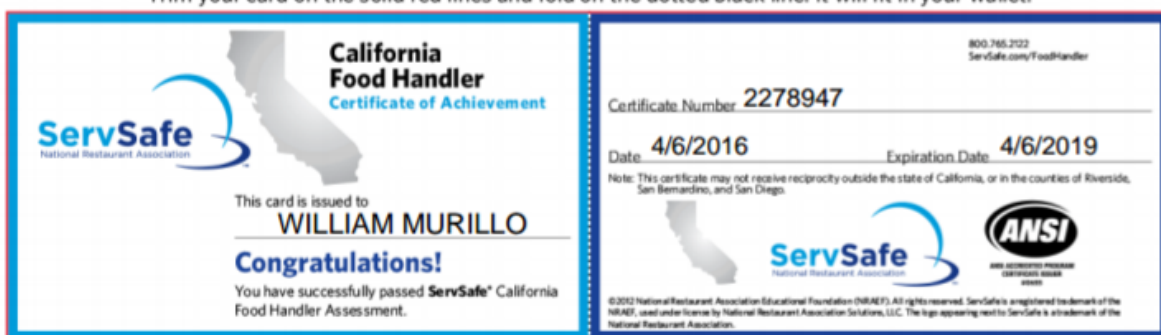 Trim your card on the solid red lines and fold on the dotted black line. It will fit in your wallet.
California
Food Handler
Certificate of Achievement
ServSafe
National Restaurant Association
This card is issued to
WILLIAM MURILLO
Congratulations!
You have successfully passed ServSafe® California
Food Handler Assessment.
800.765.2122
ServSafe.com/FoodHandler
Certificate Number 2278947
Date 4/6/2016 Expiration Date 4/6/2019
Note: This certificate may not receive reciprocity outside the state of California, or in the counties of Riverside,
San Bernardino, and San Diego.
ServSafe
National Restaurant Association
ANSI
ANSI ACCREDITED PROGRAM
CERTIFICATE ISSUER
©2012 National Restaurant Association Educational Foundation (NRAEF). All rights reserved. ServSafe is a registered trademark of the
NRAEF, used under license by National Restaurant Association Solutions, LLC. The logo appearing next to ServSafe is a trademark of the
National Restaurant Association.